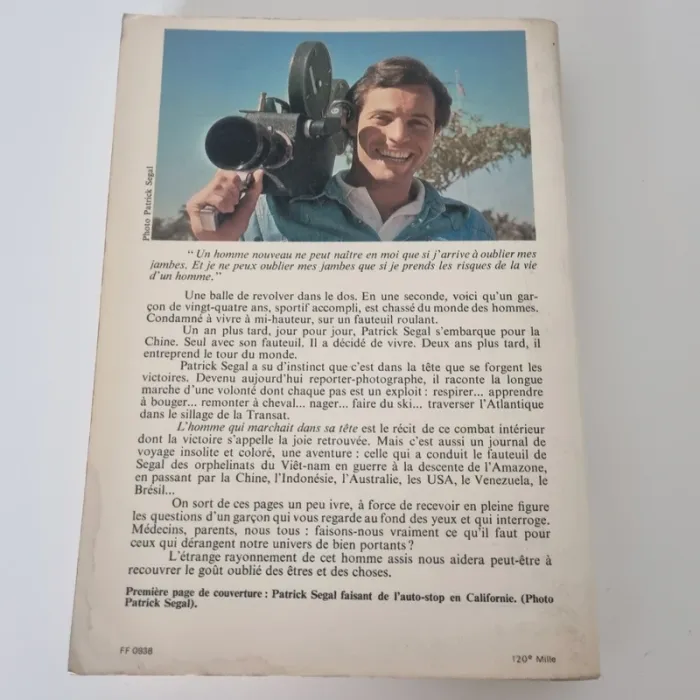 Photo Patrick Segal
" Un homme nouveau ne peut naître en moi que si j'arrive à oublier mes
jambes. Et je ne peux oublier mes jambes que si je prends les risques de la vie
d'un homme."
Une balle de revolver dans le dos. En une seconde, voici qu'un gar-
çon de vingt-quatre ans, sportif accompli, est chassé du monde des hommes.
Condamné à vivre à mi-hauteur, sur un fauteuil roulant.
Un an plus tard, jour pour jour, Patrick Segal s'embarque pour la
Chine. Seul avec son fauteuil. Il a décidé de vivre. Deux ans plus tard, il
entreprend le tour du monde.
Patrick Segal a su d'instinct que c'est dans la tête que se forgent les
victoires. Devenu aujourd'hui reporter-photographe, il raconte la longue
marche d'une volonté dont chaque pas est un exploit : respirer... apprendre
à bouger... remonter à cheval... nager... faire du ski... traverser l'Atlantique
dans le sillage de la Transat.
L'homme qui marchait dans sa tête est le récit de ce combat intérieur
dont la victoire s'appelle la joie retrouvée. Mais c'est aussi un journal de
voyage insolite et coloré, une aventure : celle qui a conduit le fauteuil de
Segal des orphelinats du Viêt-nam en guerre à la descente de l'Amazone,
en passant par la Chine, l'Indonésie, l'Australie, les USA, le Venezuela, le
Brésil...
On sort de ces pages un peu ivre, à force de recevoir en pleine figure
les questions d'un garçon qui vous regarde au fond des yeux et qui interroge.
Médecins, parents, nous tous : faisons-nous vraiment ce qu'il faut pour
ceux qui dérangent notre univers de bien portants ?
L'étrange rayonnement de cet homme assis nous aidera peut-être à
recouvrer le goût oublié des êtres et des choses.
Première page de couverture : Patrick Segal faisant de l'auto-stop en Californie. (Photo
Patrick Segal).
FF 0938
120e Mille